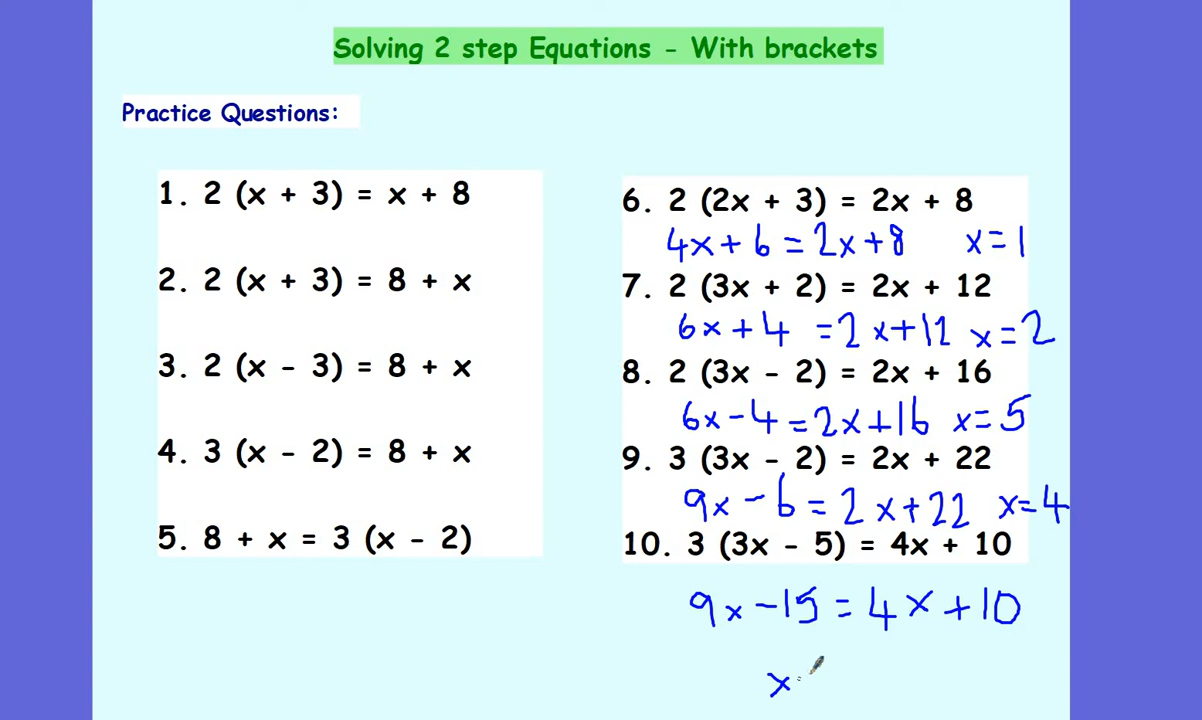 Solving 2 step Equations - With brackets
Practice Questions:
1. 2 (x + 3) = x + 8
2. 2 (x + 3) = 8 + x
3. 2 (x - 3) = 8 + x
4. 3 (x - 2) = 8 + x
5. 8 + x = 3 (x - 2)
6. 2 (2x + 3) = 2x + 8
4x + 6 = 2x + 8 x = 1
7. 2 (3x + 2) = 2x + 12
6x + 4 = 2x + 12 x = 2
8. 2 (3x - 2) = 2x + 16
6x - 4 = 2x + 16 x = 5
9. 3 (3x - 2) = 2x + 22
9x - 6 = 2x + 22 x = 4
10. 3 (3x - 5) = 4x + 10
9x - 15 = 4x + 10
x =